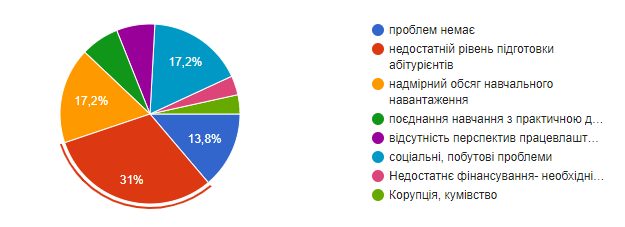 17,2%
17,2%
13,8%
31%
проблем немає
недостатній рівень підготовки
абітурієнтів
надмірний обсяг навчального
навантаження
поєднання навчання з практичною д...
відсутність перспектив працевлашт...
соціальні, побутові проблеми
Недостатнє фінансування- необхідні...
Корупція, кумівство